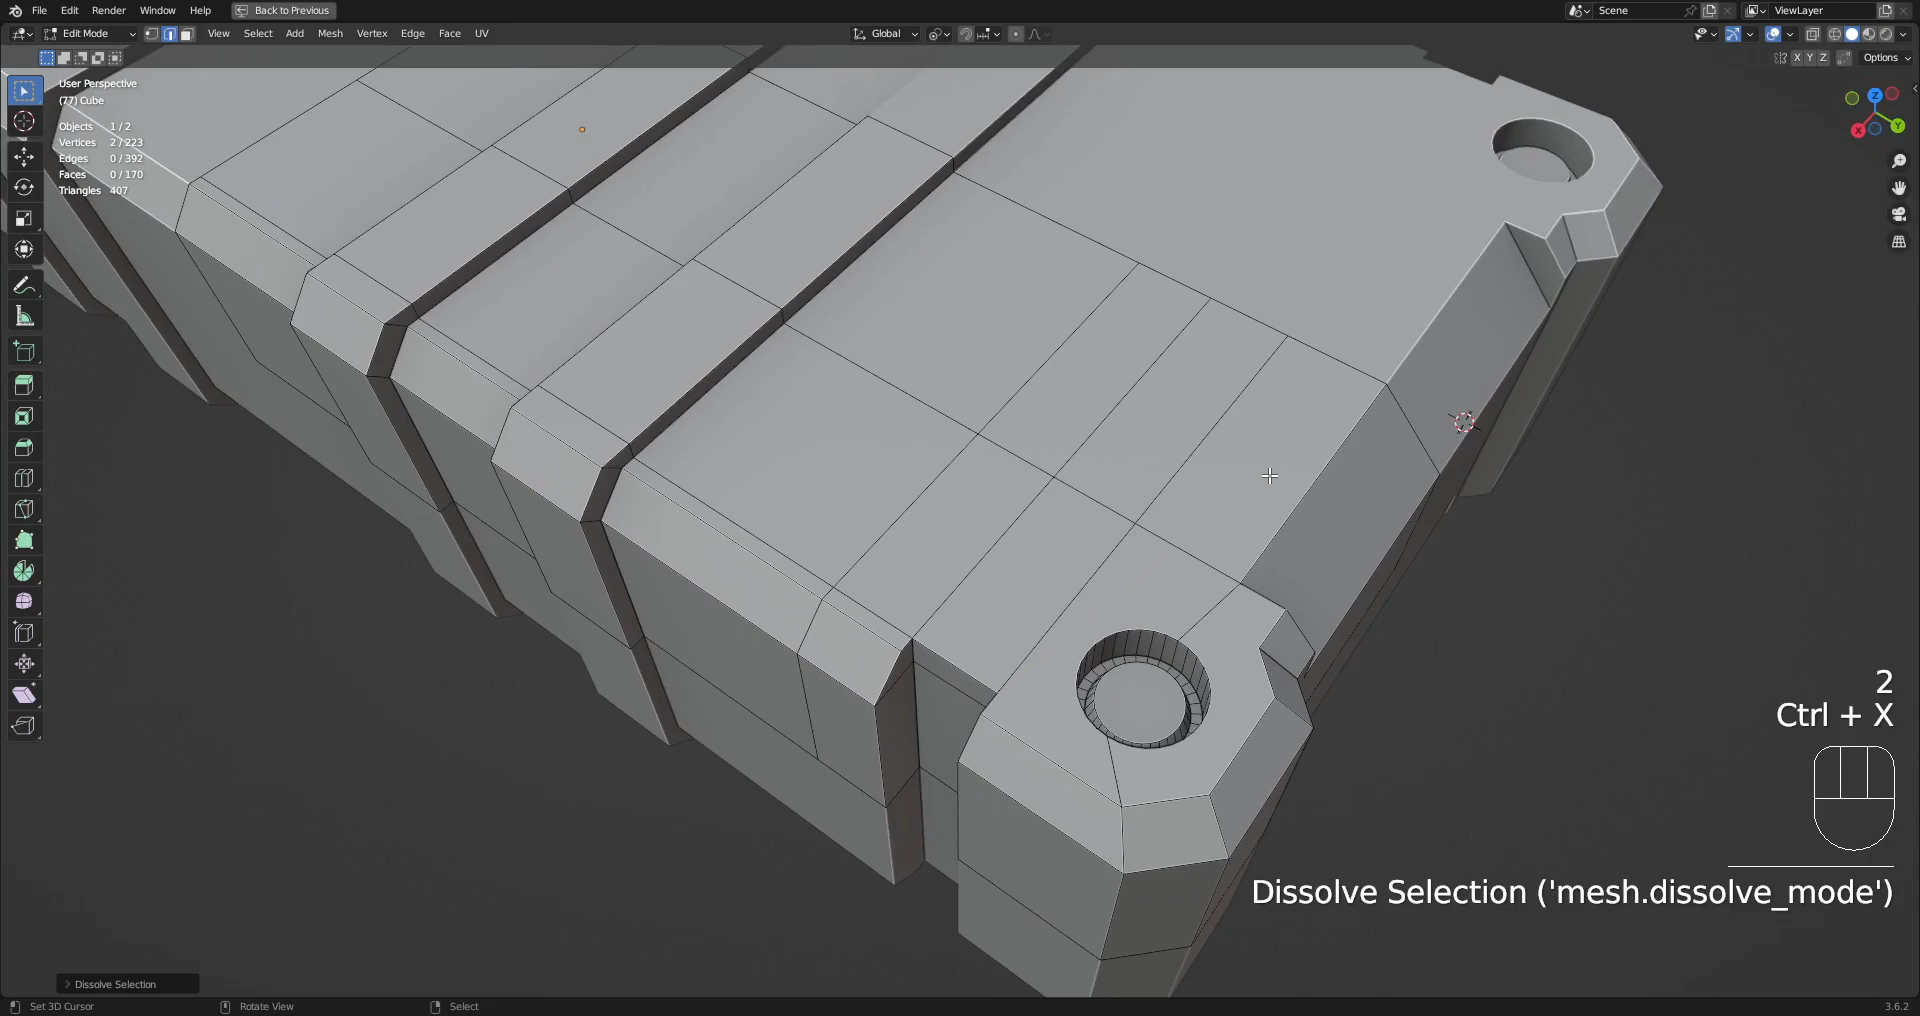 File Edit Render Window Help Back to Previous Scene ViewLayer
Edit Mode View Select Add Mesh Vertex Edge Face UV Global
X Y Z Options
User Perspective
(77) Cube
Objects 1 / 2
Vertices 2 / 223
Edges 0 / 392
Faces 0 / 170
Triangles 407
Z
X Y
2
Ctrl + X
Dissolve Selection ('mesh.dissolve_mode')
Dissolve Selection
Set 3D Cursor Rotate View Select 3.6.2